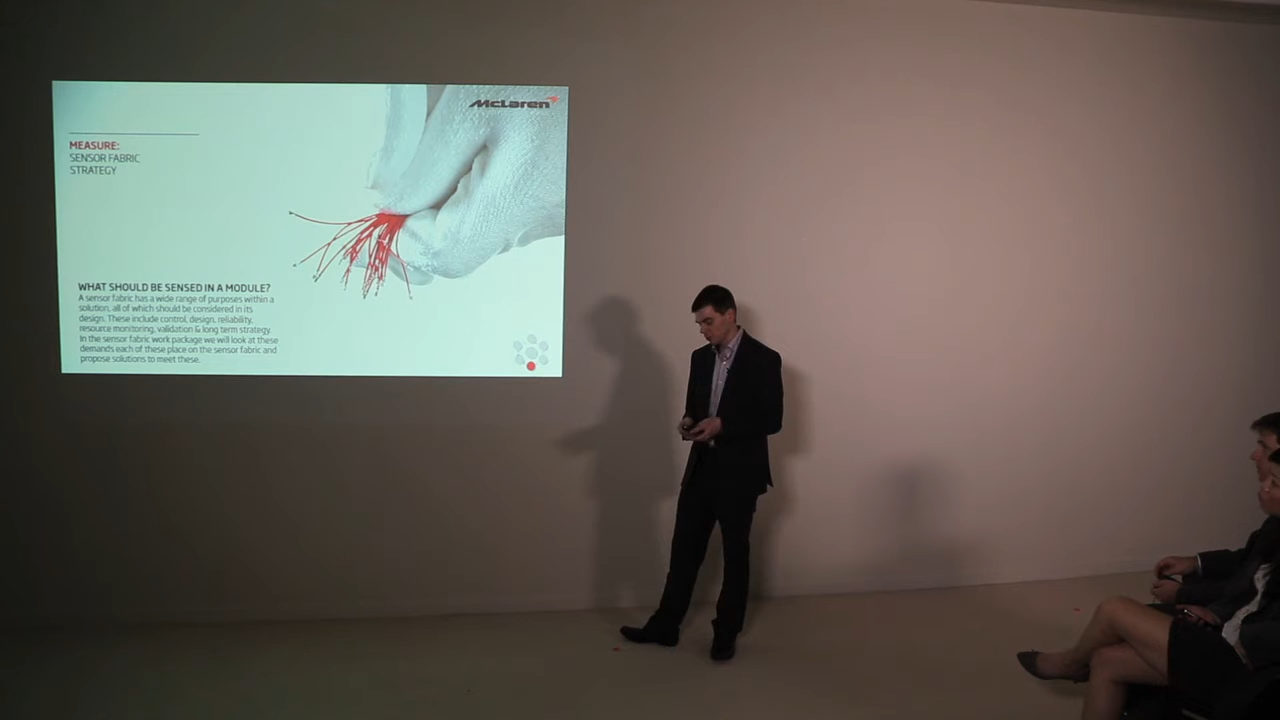 McLaren
MEASURE:
SENSOR FABRIC
STRATEGY
WHAT SHOULD BE SENSED IN A MODULE?
A sensor fabric has a wide range of purposes within a
solution, all of which should be considered in its
design. These include control, design, reliability,
resource monitoring, validation & long term strategy.
In the sensor fabric work package we will look at these
demands each of these place on the sensor fabric and
propose solutions to meet these.